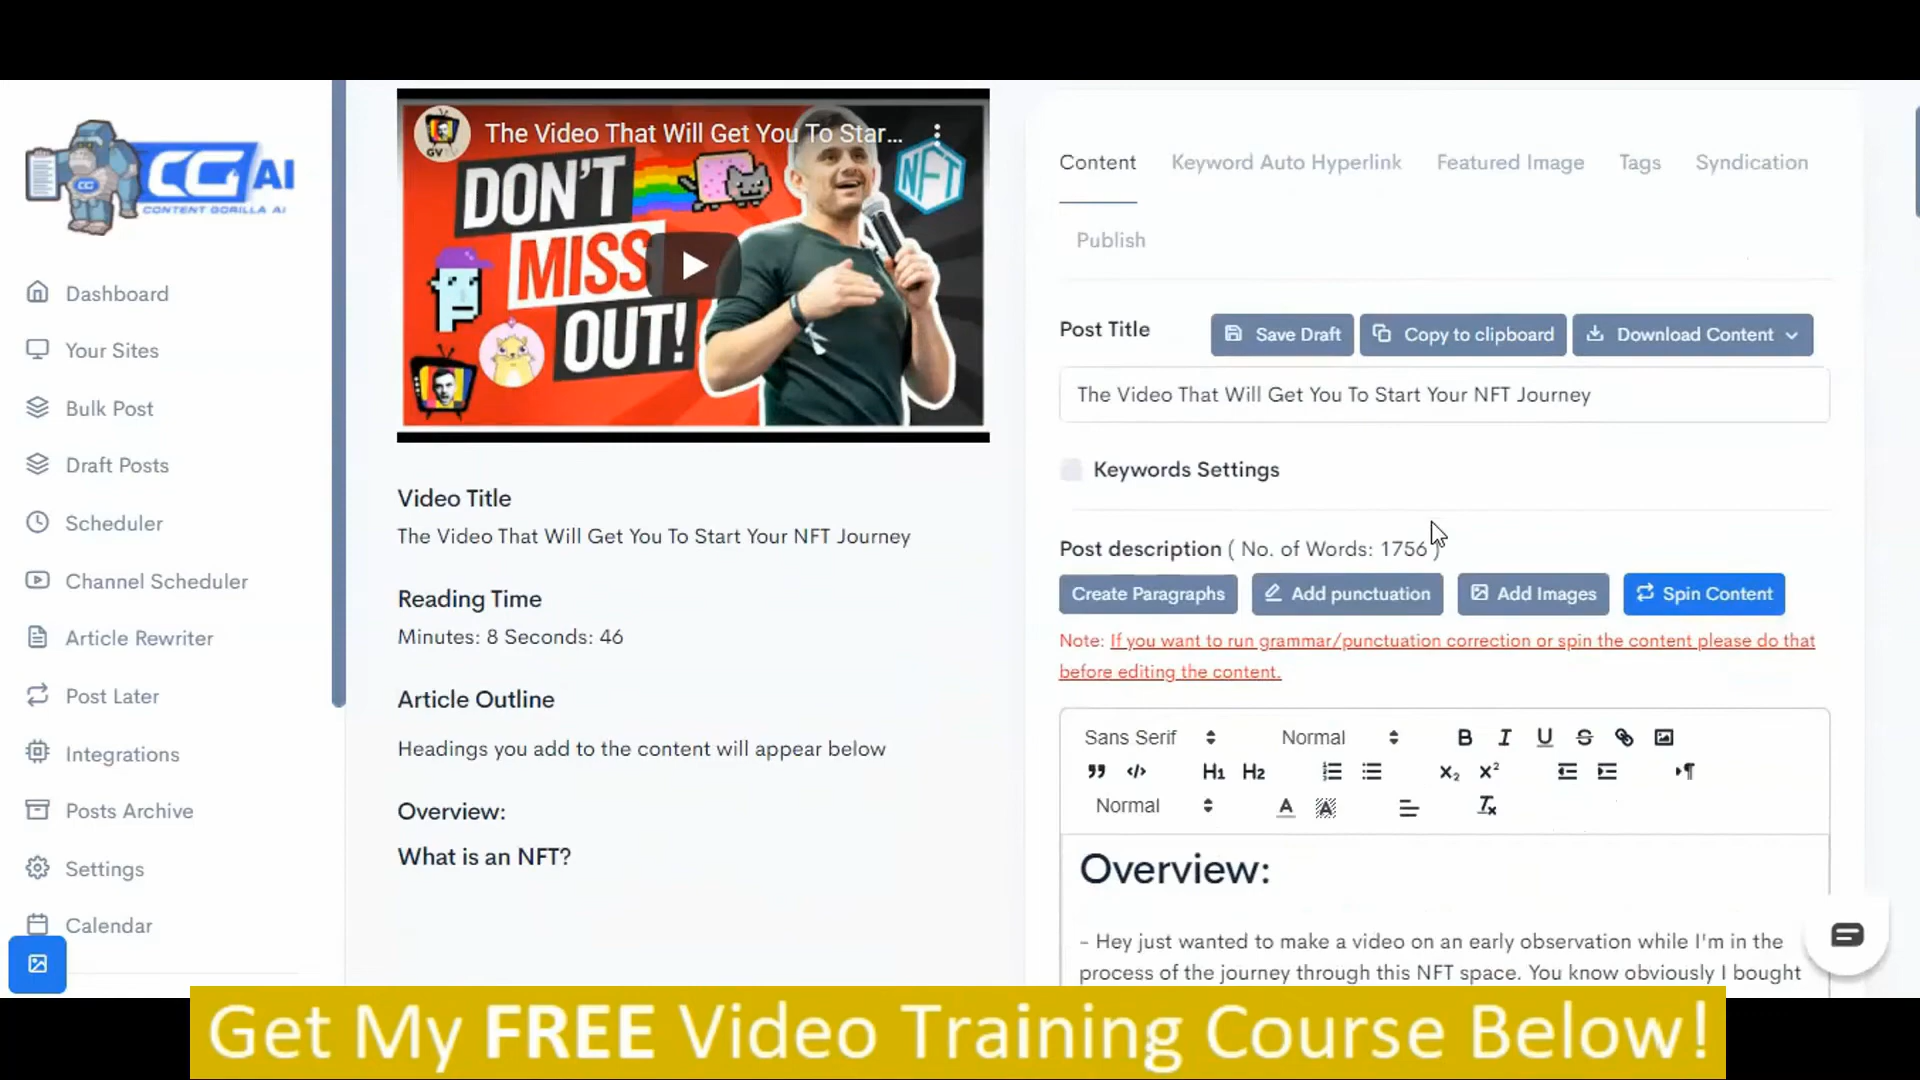 CG AI
CONTENT GORILLA AI
CG
Dashboard
Your Sites
Bulk Post
Draft Posts
Scheduler
Channel Scheduler
Article Rewriter
Post Later
Integrations
Posts Archive
Settings
Calendar
GV
The Video That Will Get You To Star...
DON'T
MISS
OUT!
NFT
Video Title
The Video That Will Get You To Start Your NFT Journey
Reading Time
Minutes: 8 Seconds: 46
Article Outline
Headings you add to the content will appear below
Overview:
What is an NFT?
Content Keyword Auto Hyperlink Featured Image Tags Syndication
Publish
Post Title Save Draft Copy to clipboard Download Content
The Video That Will Get You To Start Your NFT Journey
Keywords Settings
Post description ( No. of Words: 1756 )
Create Paragraphs Add punctuation Add Images Spin Content
Note: If you want to run grammar/punctuation correction or spin the content please do that
before editing the content.
Sans Serif Normal B I U S
H1 H2 X2 X2
Normal A A Tx
Overview:
- Hey just wanted to make a video on an early observation while I'm in the
process of the journey through this NFT space. You know obviously I bought
Get My FREE Video Training Course Below!